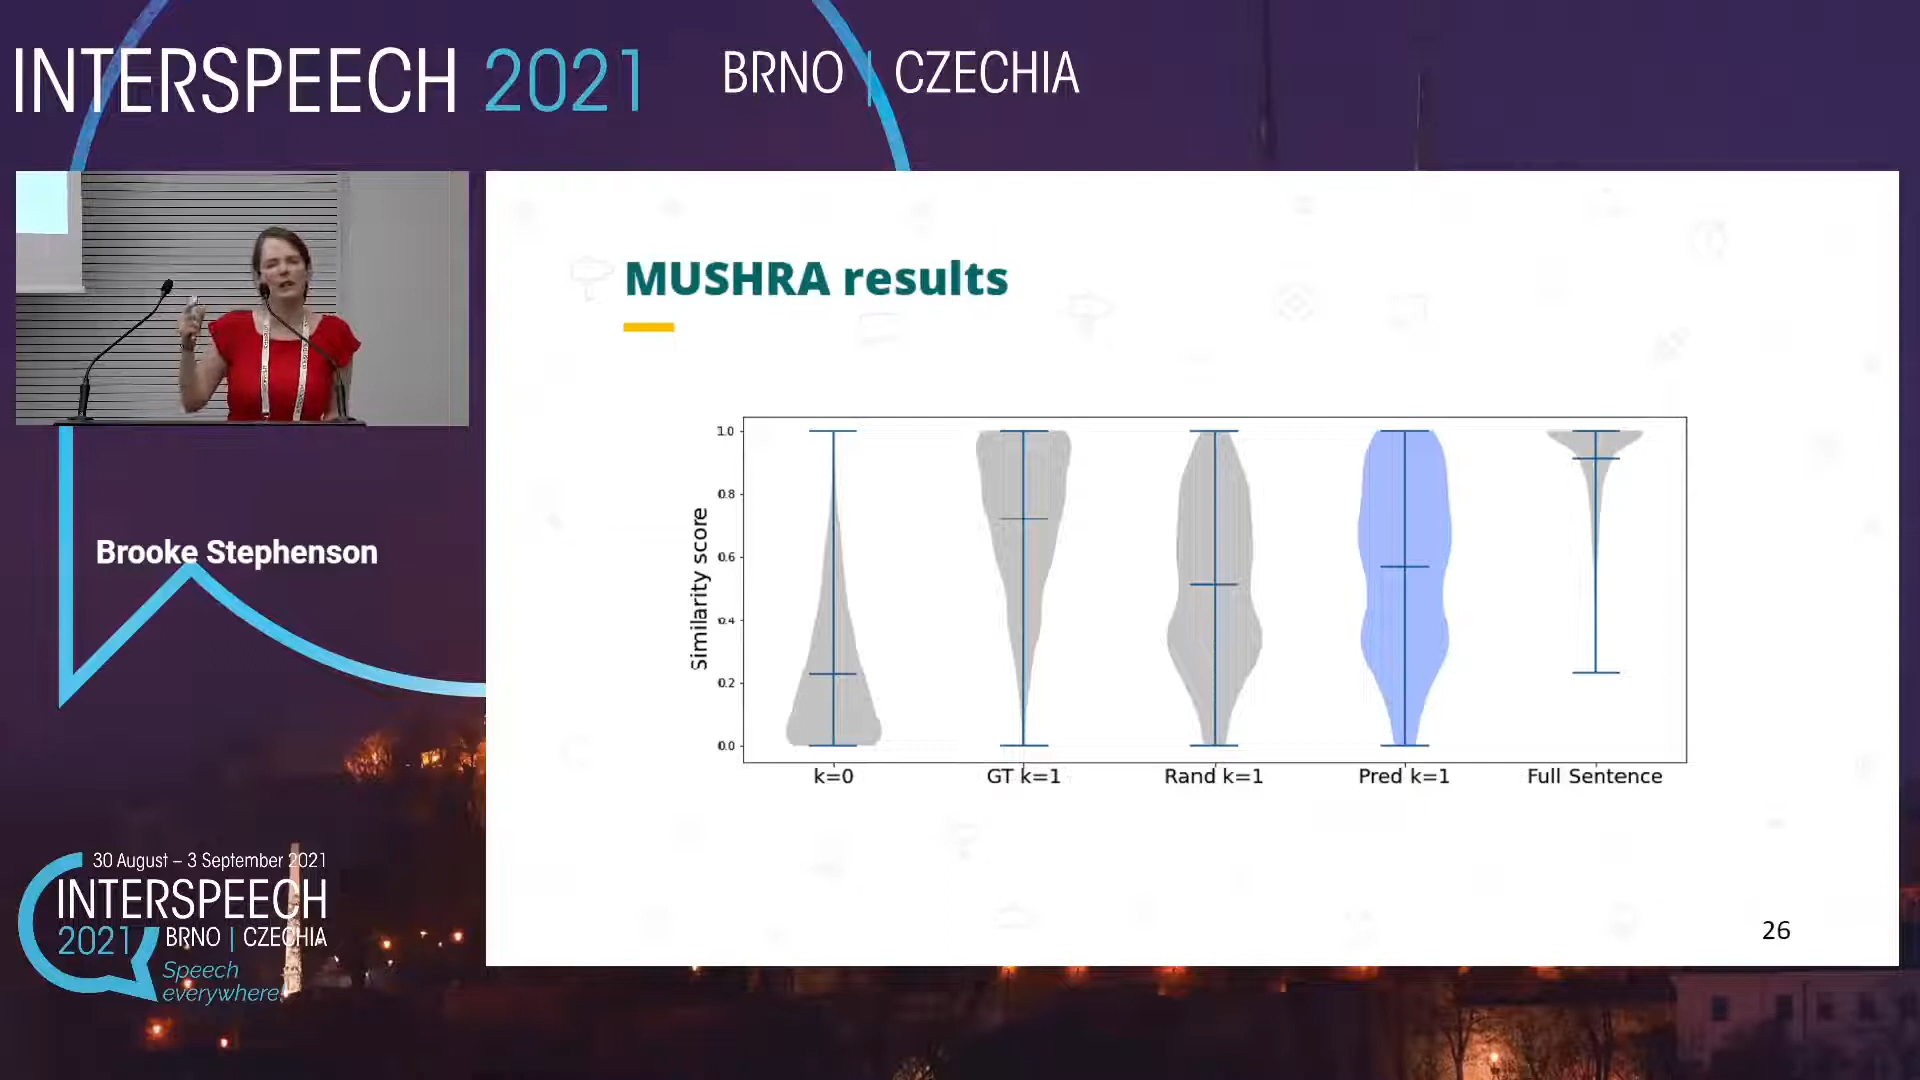 INTERSPEECH 2021 BRNO | CZECHIA
Brooke Stephenson
MUSHRA results
Similarity score
1.0
0.8
0.6
0.4
0.2
0.0
k=0 GT k=1 Rand k=1 Pred k=1 Full Sentence
26
30 August – 3 September 2021
INTERSPEECH
2021 BRNO | CZECHIA
Speech
everywhere!